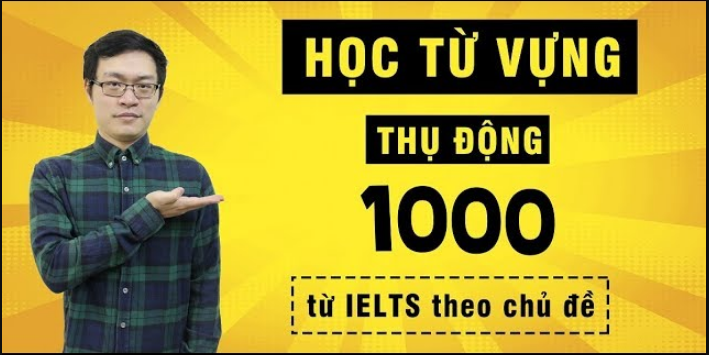 HỌC TỪ VỰNG
THỤ ĐỘNG
1000
từ IELTS theo chủ đề